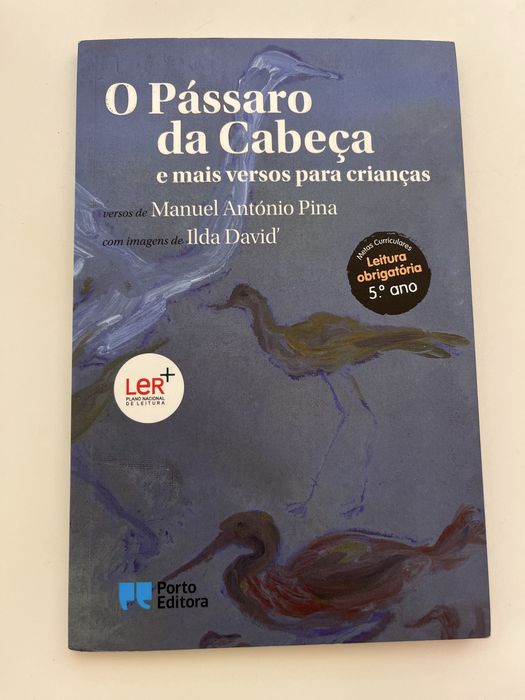 O Pássaro
da Cabeça
e mais versos para crianças
versos de Manuel António Pina
com imagens de Ilda David'
Metas Curriculares
Leitura
obrigatória
5.º ano
LeR+
PLANO NACIONAL
DE LEITURA
Porto
Editora